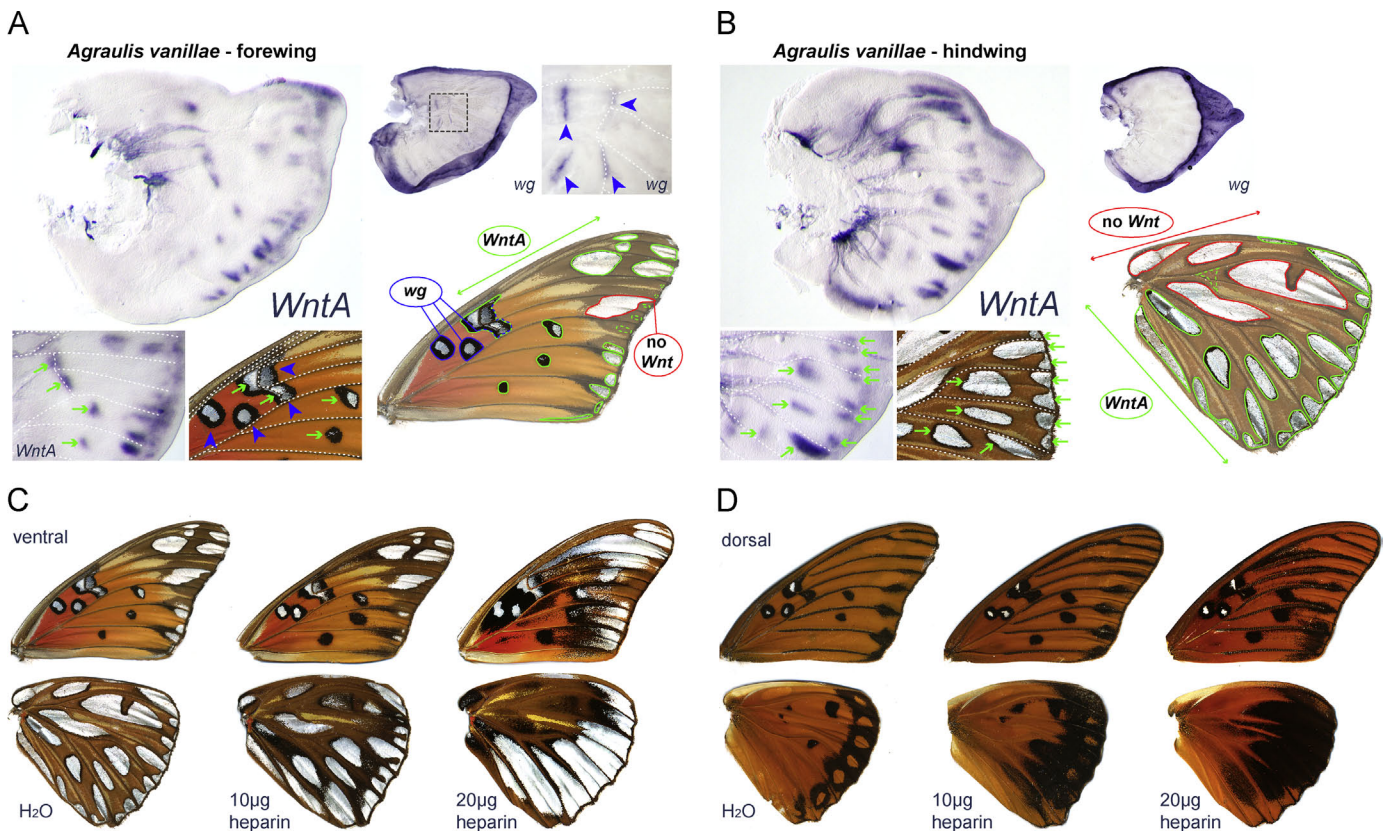 A
Agraulis vanillae - forewing
wg
wg
WntA
WntA
wg
no
Wnt
WntA
B
Agraulis vanillae - hindwing
wg
no Wnt
WntA
WntA
C
ventral
H2O
10µg
heparin
20µg
heparin
D
dorsal
H2O
10µg
heparin
20µg
heparin